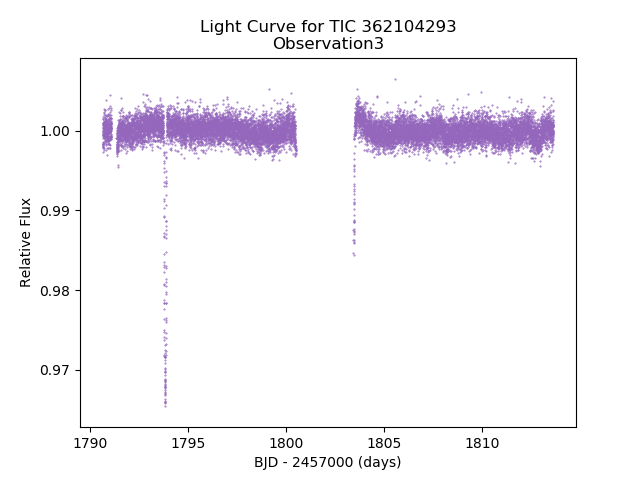 Light Curve for TIC 362104293
Observation3
1.00
0.99
0.98
0.97
Relative Flux
1790 1795 1800 1805 1810
BJD - 2457000 (days)